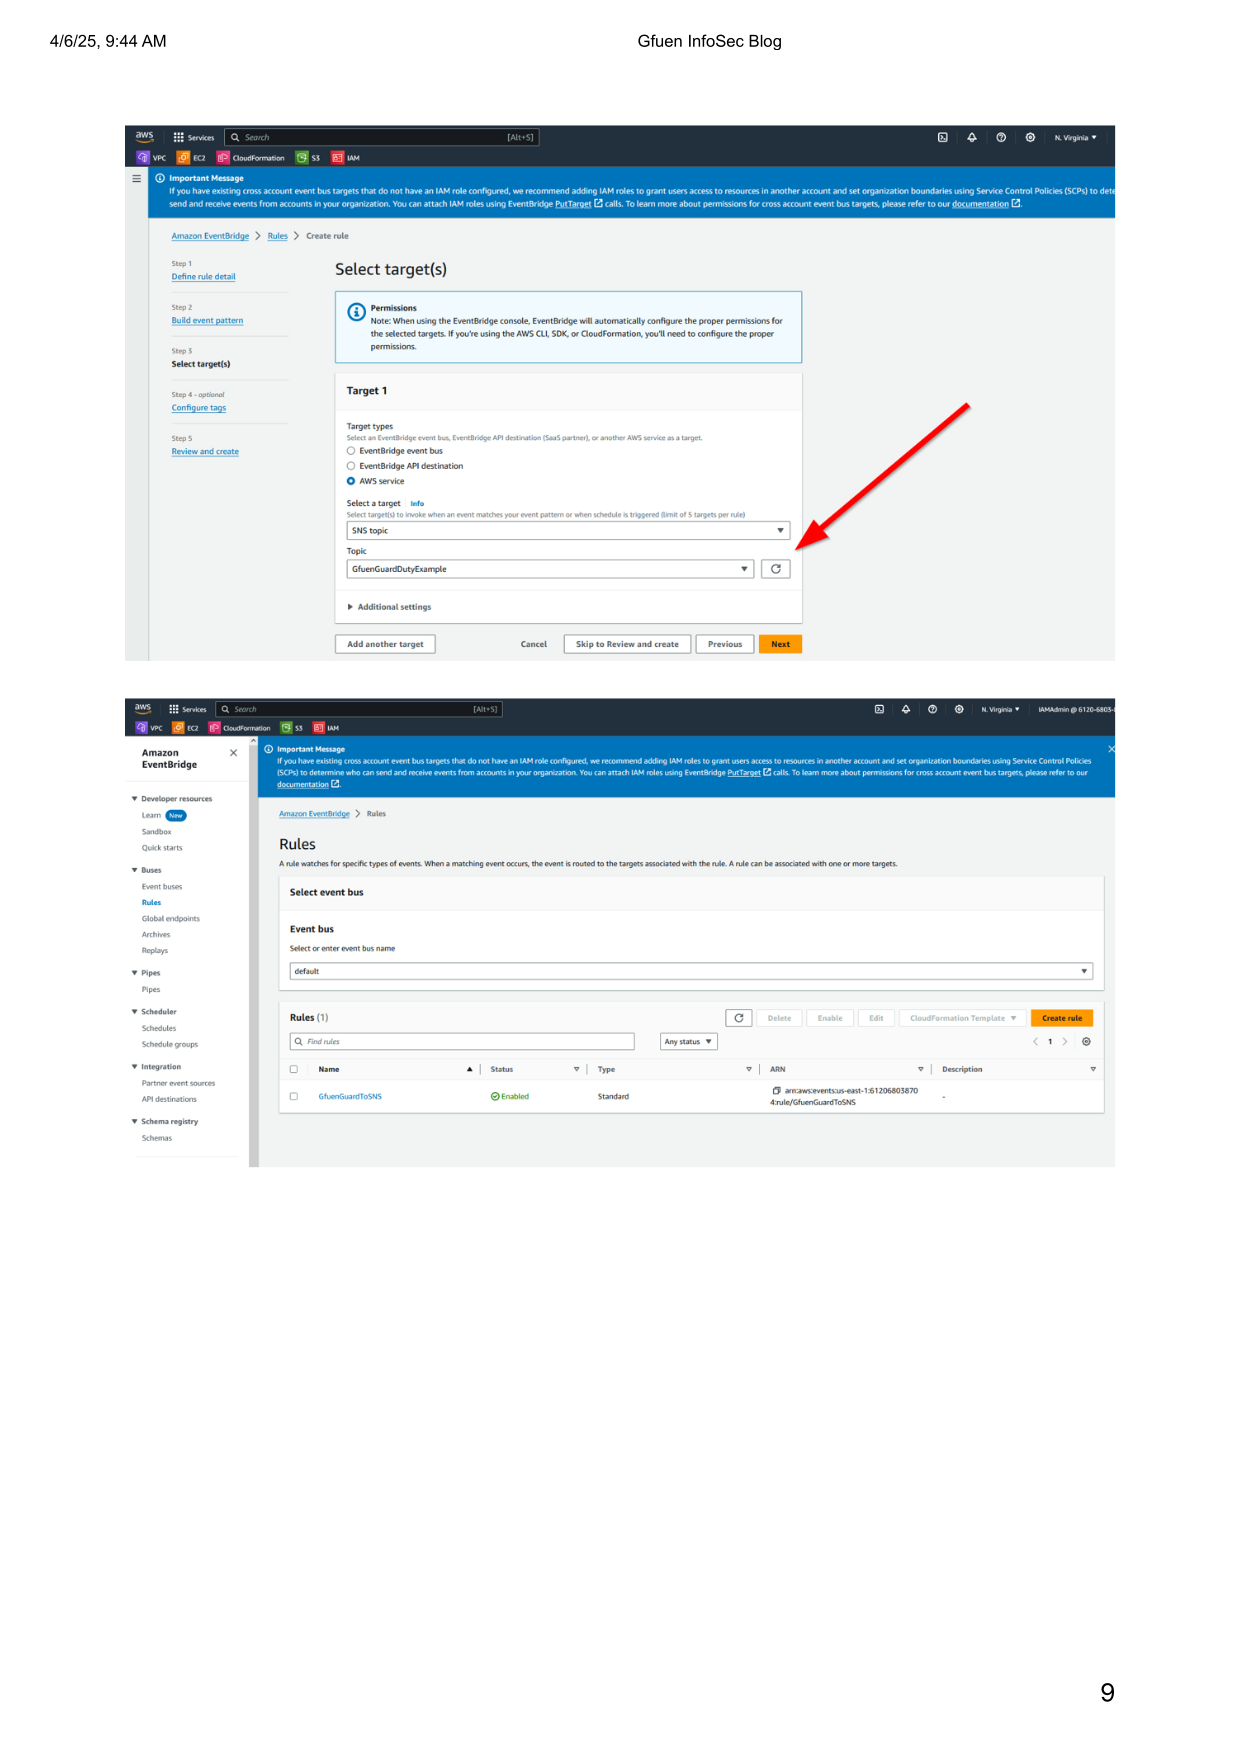 4/6/25, 9:44 AM
Gfuen InfoSec Blog
aws
Services
Search
[Alt+S]
N. Virginia
VPC
EC2
CloudFormation
S3
IAM
Important Message
If you have existing cross account event bus targets that do not have an IAM role configured, we recommend adding IAM roles to grant users access to resources in another account and set organization boundaries using Service Control Policies (SCPs) to dete
send and receive events from accounts in your organization. You can attach IAM roles using EventBridge PutTarget calls. To learn more about permissions for cross account event bus targets, please refer to our documentation.
Amazon EventBridge > Rules > Create rule
Step 1
Define rule detail
Step 2
Build event pattern
Step 3
Select target(s)
Step 4 - optional
Configure tags
Step 5
Review and create
Select target(s)
Permissions
Note: When using the EventBridge console, EventBridge will automatically configure the proper permissions for
the selected targets. If you're using the AWS CLI, SDK, or CloudFormation, you'll need to configure the proper
permissions.
Target 1
Target types
Select an EventBridge event bus, EventBridge API destination (SaaS partner), or another AWS service as a target.
EventBridge event bus
EventBridge API destination
AWS service
Select a target Info
Select target(s) to invoke when an event matches your event pattern or when schedule is triggered (limit of 5 targets per rule)
SNS topic
Topic
GfuenGuardDutyExample
Additional settings
Add another target
Cancel
Skip to Review and create
Previous
Next
aws
Services
Search
[Alt+S]
N. Virginia
IAMAdmin @ 6120-6803-
VPC
EC2
CloudFormation
S3
IAM
Amazon
EventBridge
Developer resources
Learn New
Sandbox
Quick starts
Buses
Event buses
Rules
Global endpoints
Archives
Replays
Pipes
Pipes
Scheduler
Schedules
Schedule groups
Integration
Partner event sources
API destinations
Schema registry
Schemas
Important Message
If you have existing cross account event bus targets that do not have an IAM role configured, we recommend adding IAM roles to grant users access to resources in another account and set organization boundaries using Service Control Policies
(SCPs) to determine who can send and receive events from accounts in your organization. You can attach IAM roles using EventBridge PutTarget calls. To learn more about permissions for cross account event bus targets, please refer to our
documentation.
Amazon EventBridge > Rules
Rules
A rule watches for specific types of events. When a matching event occurs, the event is routed to the targets associated with the rule. A rule can be associated with one or more targets.
Select event bus
Event bus
Select or enter event bus name
default
Rules (1)
Delete
Enable
Edit
CloudFormation Template
Create rule
Find rules
Any status
1
Name
Status
Type
ARN
Description
GfuenGuardToSNS
Enabled
Standard
arn:aws:events:us-east-1:61206803870
4:rule/GfuenGuardToSNS
-
9